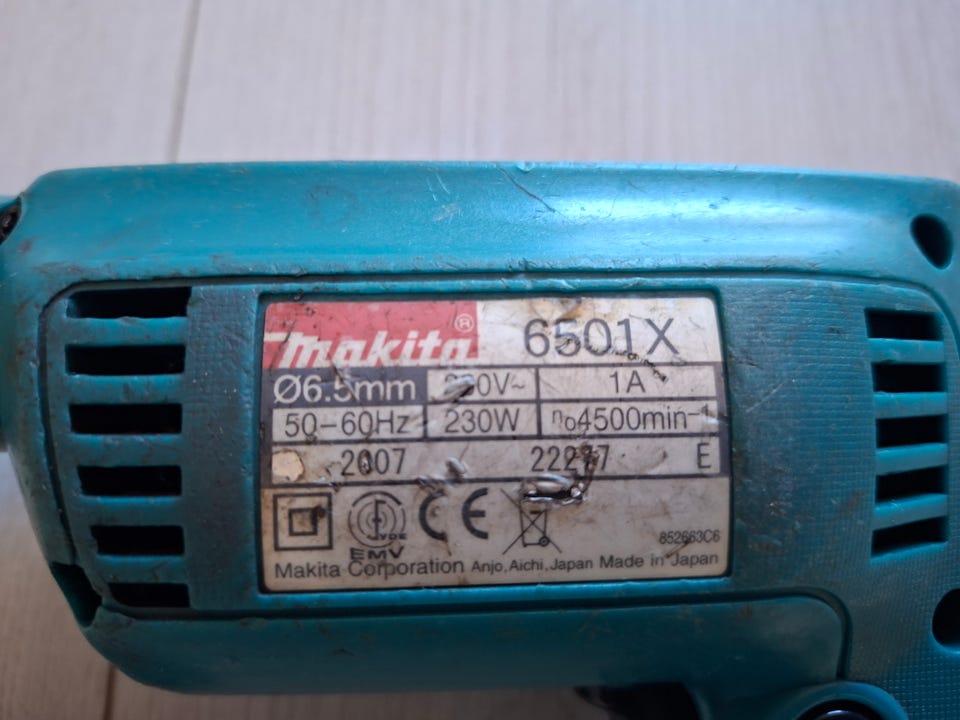 makita® 6501X
Ø6.5mm 1A
50-60Hz 230W n₀4500min⁻¹
2007 E
VDE
EMV
CE
852663C6
Makita Corporation Anjo, Aichi, Japan Made in Japan